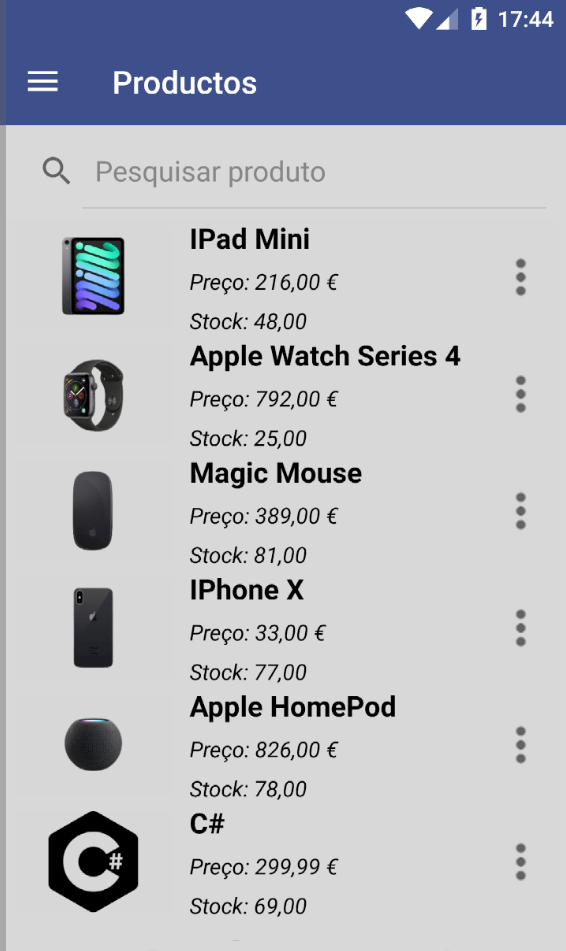 17:44
Productos
Pesquisar produto
IPad Mini
Preço: 216,00 €
Stock: 48,00
Apple Watch Series 4
Preço: 792,00 €
Stock: 25,00
Magic Mouse
Preço: 389,00 €
Stock: 81,00
IPhone X
Preço: 33,00 €
Stock: 77,00
Apple HomePod
Preço: 826,00 €
Stock: 78,00
C#
C#
Preço: 299,99 €
Stock: 69,00